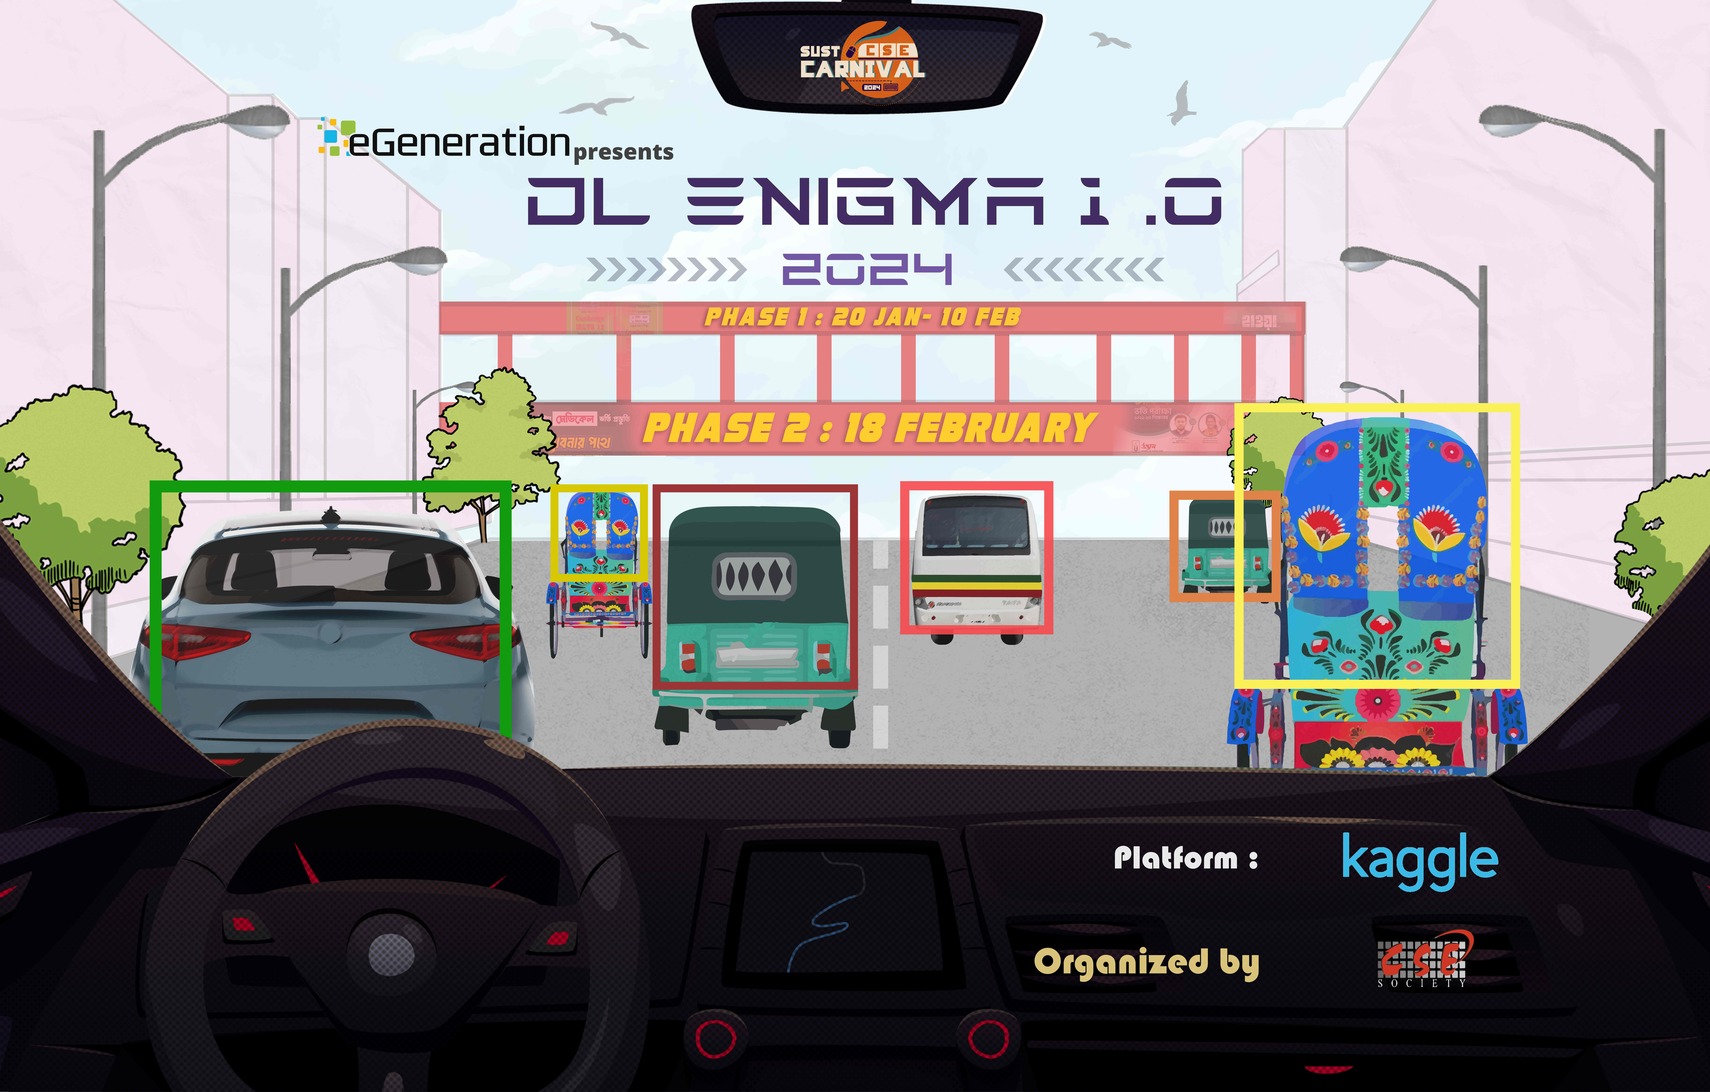 SUST CSE
CARNIVAL
2024
eGeneration presents
DL ENIGMA 1.0
2024
PHASE 1 : 20 JAN- 10 FEB
PHASE 2 : 18 FEBRUARY
Platform : kaggle
Organized by CSE
SOCIETY